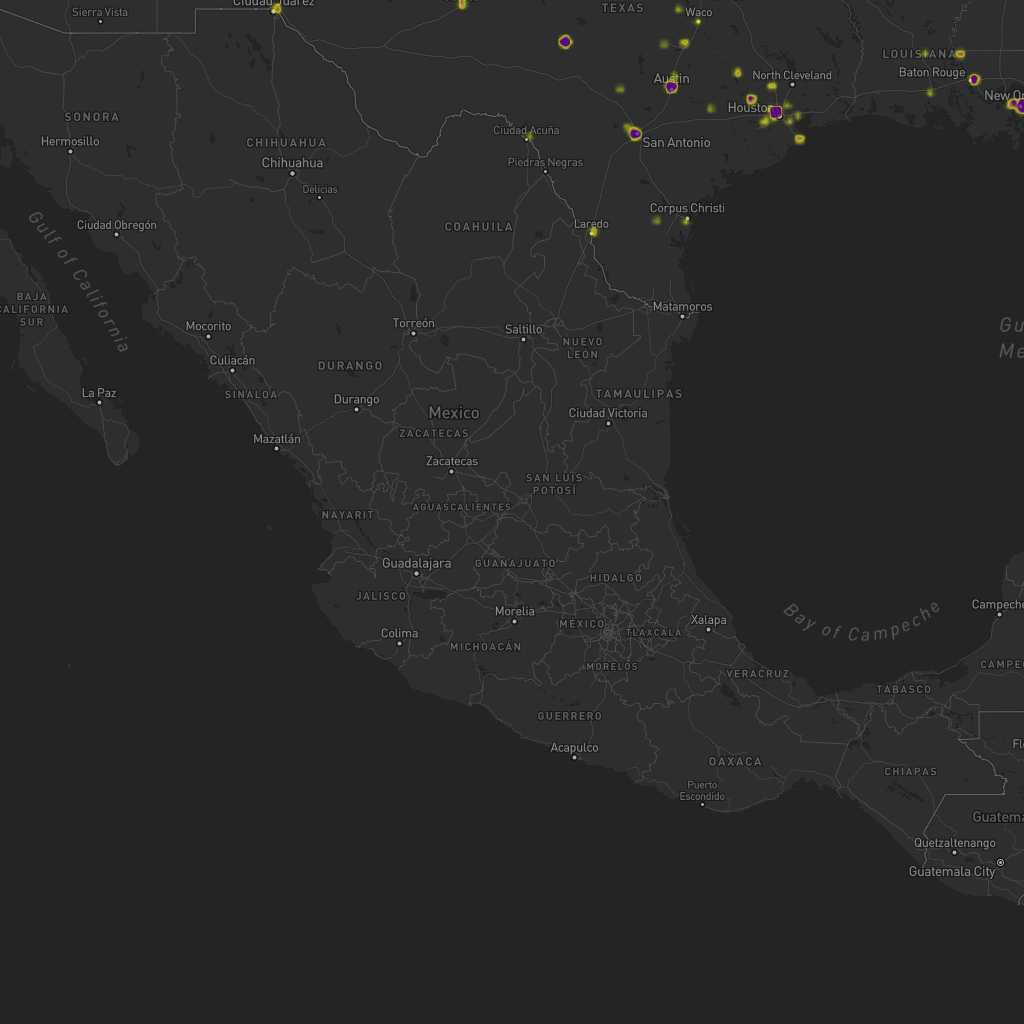 Sierra Vista
Ciudad Juárez
TEXAS
Waco
LOUISIANA
Baton Rouge
North Cleveland
Austin
New Or
Houston
SONORA
Hermosillo
CHIHUAHUA
Chihuahua
Ciudad Acuña
San Antonio
Piedras Negras
Delicias
Corpus Christi
Ciudad Obregón
COAHUILA
Laredo
Gulf of California
BAJA
CALIFORNIA
SUR
Matamoros
Mocorito
Torreón
Saltillo
Gu
Me
NUEVO
LEÓN
Culiacán
DURANGO
La Paz
SINALOA
Durango
TAMAULIPAS
Mexico
Ciudad Victoria
ZACATECAS
Mazatlán
Zacatecas
SAN LUIS
POTOSÍ
NAYARIT
AGUASCALIENTES
Guadalajara
GUANAJUATO
HIDALGO
JALISCO
Morelia
Campeche
MÉXICO
Xalapa
Bay of Campeche
Colima
TLAXCALA
MICHOACÁN
MORELOS
CAMPE
VERACRUZ
TABASCO
GUERRERO
Acapulco
Fl
OAXACA
CHIAPAS
Puerto
Escondido
Guatema
Quetzaltenango
Guatemala City